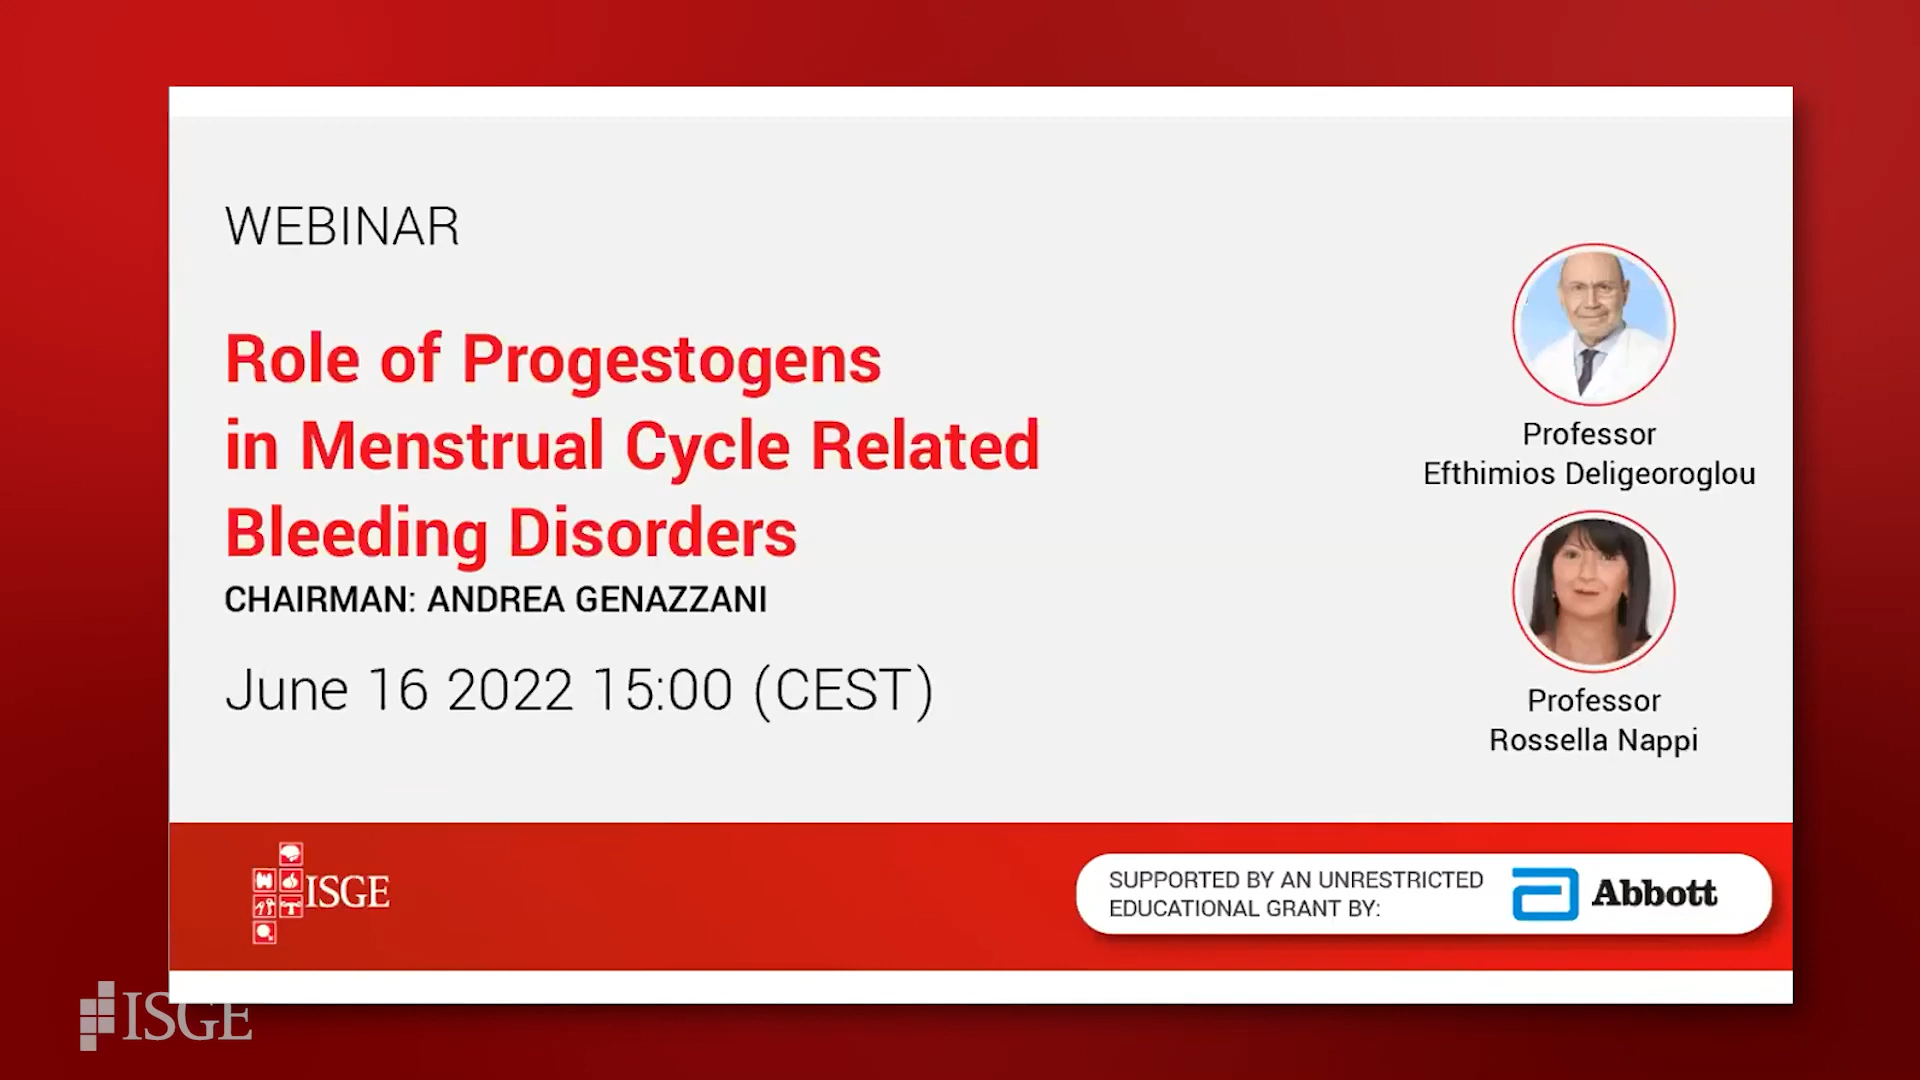 WEBINAR
Role of Progestogens
in Menstrual Cycle Related
Bleeding Disorders
CHAIRMAN: ANDREA GENAZZANI
June 16 2022 15:00 (CEST)
Professor
Efthimios Deligeoroglou
Professor
Rossella Nappi
ISGE
SUPPORTED BY AN UNRESTRICTED
EDUCATIONAL GRANT BY:
Abbott
ISGE